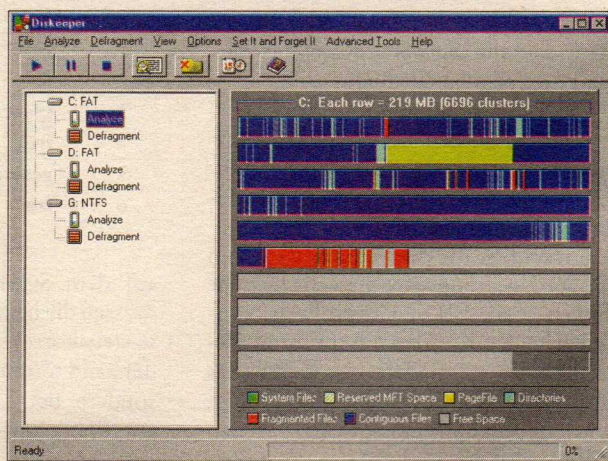 Diskeeper
File Analyze Defragment View Options Set It and Forget It Advanced Tools Help
C: FAT
Analyze
Defragment
D: FAT
Analyze
Defragment
G: NTFS
Analyze
Defragment
C: Each row = 219 MB (6696 clusters)
System Files Reserved MFT Space PageFile Directories
Fragmented Files Contiguous Files Free Space
Ready 0%